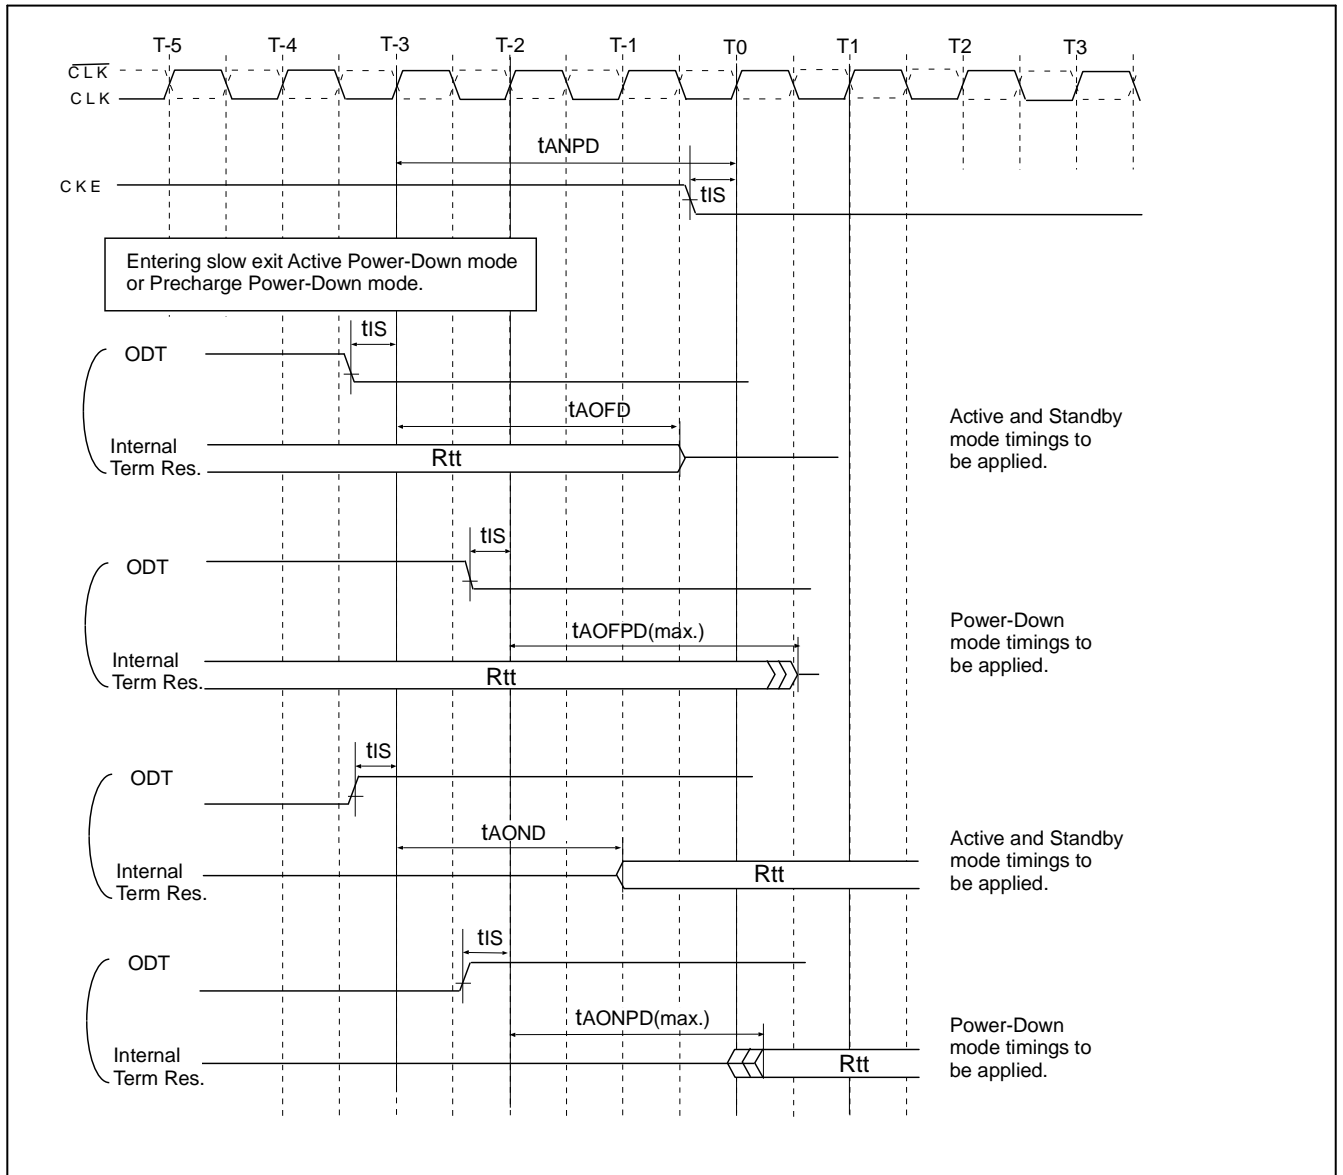 T-5 T-4 T-3 T-2 T-1 T0 T1 T2 T3
CLK
CLK
tANPD
CKE
tIS
Entering slow exit Active Power-Down mode
or Precharge Power-Down mode.
tIS
ODT
tAOFD
Active and Standby
mode timings to
be applied.
Internal
Term Res.
Rtt
tIS
ODT
tAOFPD(max.)
Power-Down
mode timings to
be applied.
Internal
Term Res.
Rtt
tIS
ODT
tAOND
Active and Standby
mode timings to
be applied.
Internal
Term Res.
Rtt
tIS
ODT
tAONPD(max.)
Power-Down
mode timings to
be applied.
Internal
Term Res.
Rtt